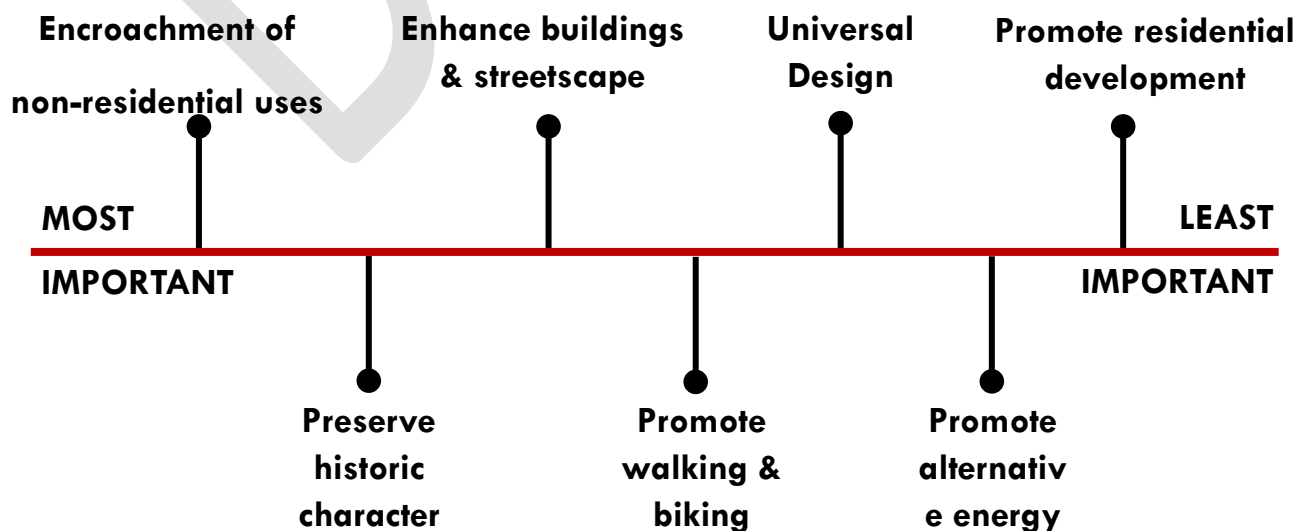 Encroachment of
non-residential uses
Enhance buildings
& streetscape
Universal
Design
Promote residential
development
MOST
IMPORTANT
LEAST
IMPORTANT
Preserve
historic
character
Promote
walking &
biking
Promote
alternativ
e energy